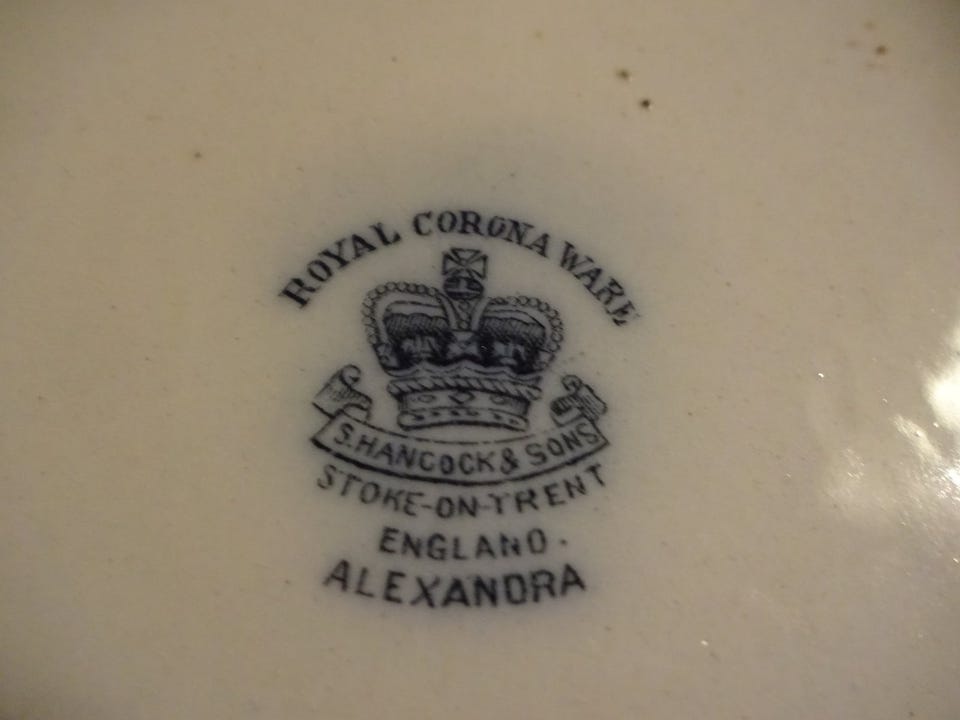 ROYAL CORONA WARE
S. HANCOCK & SONS
STOKE-ON-TRENT
ENGLAND.
ALEXANDRA